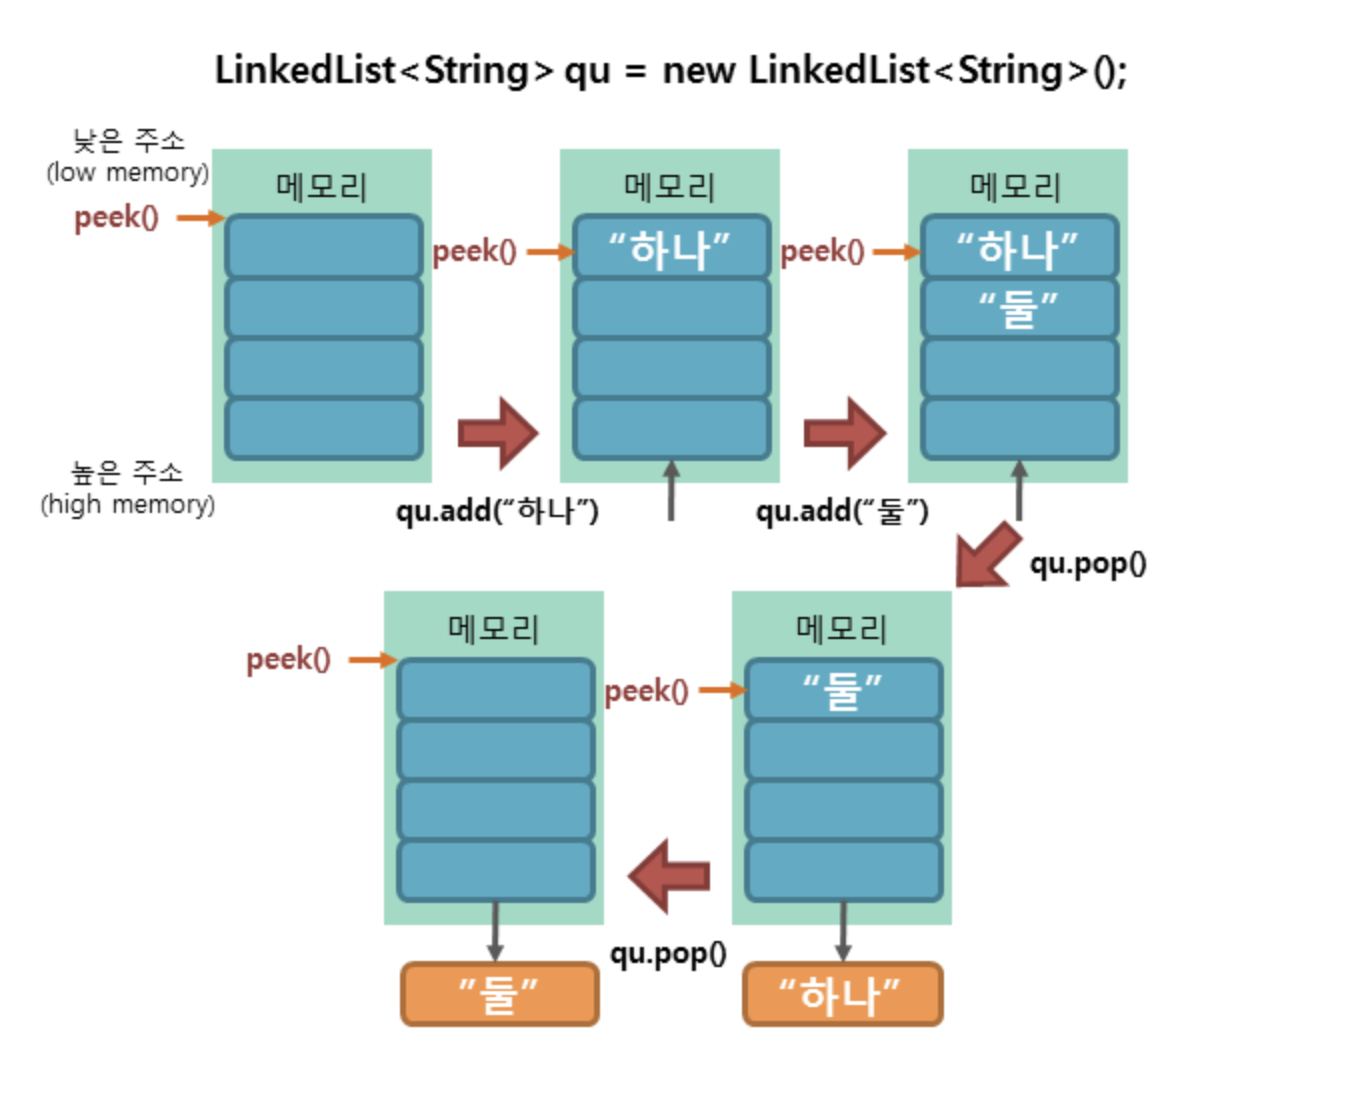 LinkedList<String> qu = new LinkedList<String>();
낮은 주소
(low memory)
peek()
메모리
높은 주소
(high memory)
qu.add(“하나”)
peek()
메모리
“하나”
qu.add(“둘”)
peek()
메모리
“하나”
“둘”
qu.pop()
peek()
메모리
“둘”
“하나”
qu.pop()
peek()
메모리
”둘”